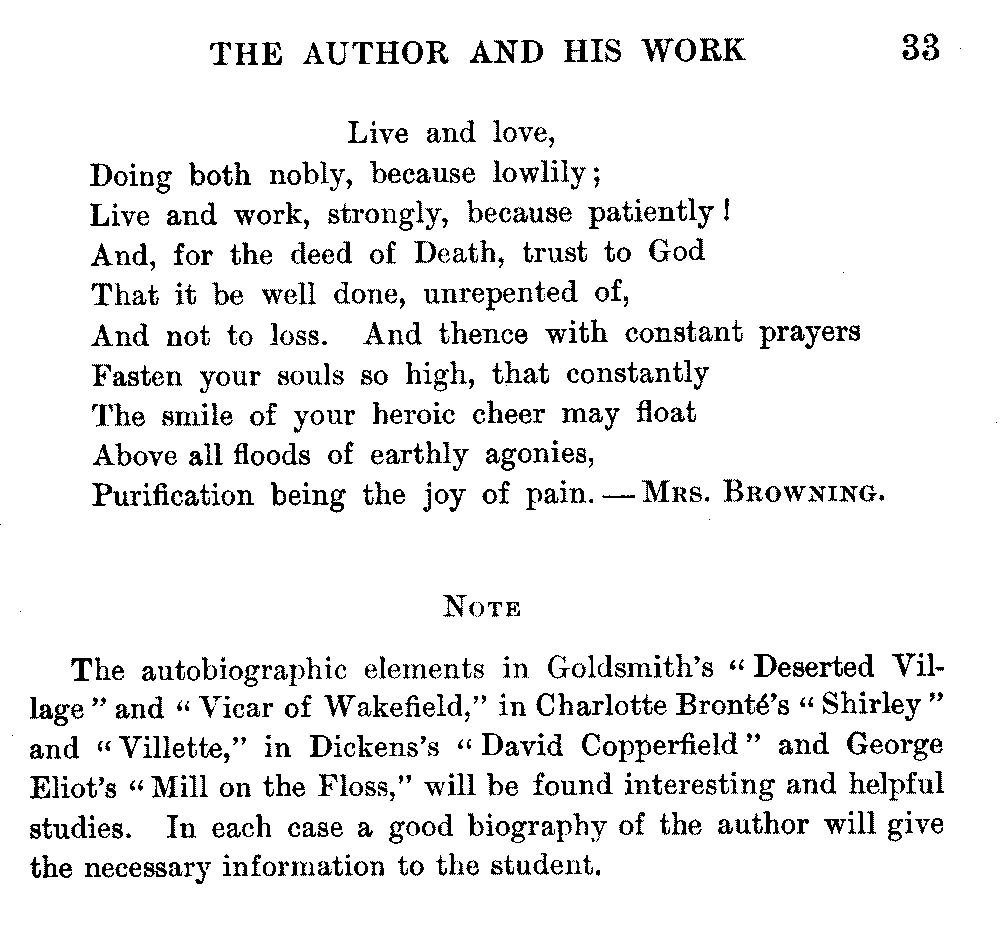 THE AUTHOR AND HIS WORK 33
Live and love,
Doing both nobly, because lowlily;
Live and work, strongly, because patiently!
And, for the deed of Death, trust to God
That it be well done, unrepented of,
And not to loss. And thence with constant prayers
Fasten your souls so high, that constantly
The smile of your heroic cheer may float
Above all floods of earthly agonies,
Purification being the joy of pain. — MRS. BROWNING.
NOTE
The autobiographic elements in Goldsmith's "Deserted Vil-
lage" and "Vicar of Wakefield," in Charlotte Bronté's "Shirley"
and "Villette," in Dickens's "David Copperfield" and George
Eliot's "Mill on the Floss," will be found interesting and helpful
studies. In each case a good biography of the author will give
the necessary information to the student.